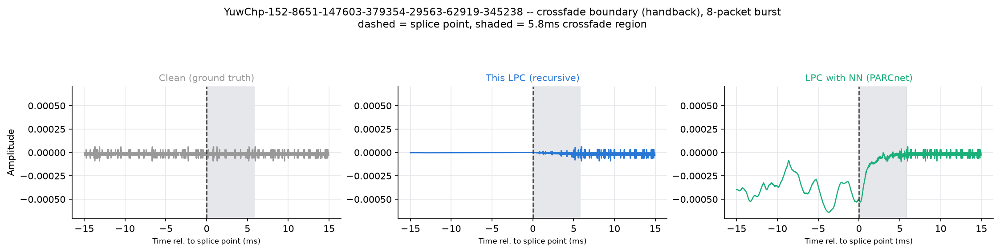 YuwChp-152-8651-147603-379354-29563-62919-345238 -- crossfade boundary (handback), 8-packet burst
dashed = splice point, shaded = 5.8ms crossfade region
Clean (ground truth)
Amplitude
0.00050
0.00025
0.00000
−0.00025
−0.00050
−15 −10 −5 0 5 10 15
Time rel. to splice point (ms)
This LPC (recursive)
0.00050
0.00025
0.00000
−0.00025
−0.00050
−15 −10 −5 0 5 10 15
Time rel. to splice point (ms)
LPC with NN (PARCnet)
0.00050
0.00025
0.00000
−0.00025
−0.00050
−15 −10 −5 0 5 10 15
Time rel. to splice point (ms)